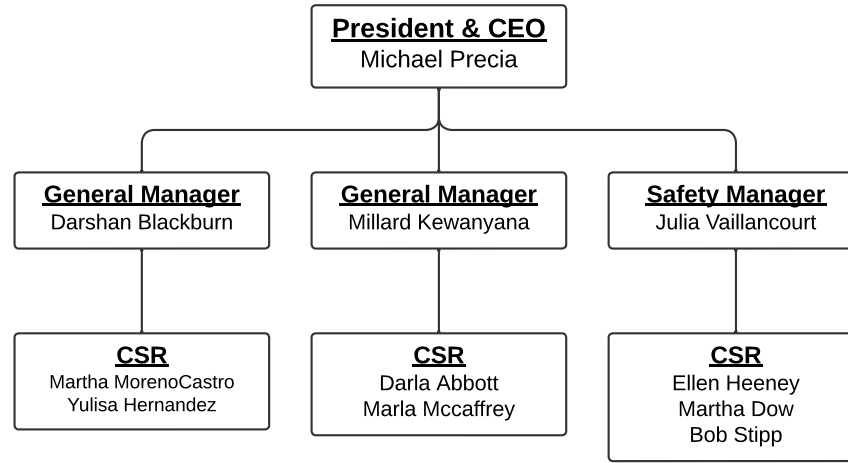 President & CEO
Michael Precia
General Manager
Darshan Blackburn
General Manager
Millard Kewanyana
Safety Manager
Julia Vaillancourt
CSR
Martha MorenoCastro
Yulisa Hernandez
CSR
Darla Abbott
Marla Mccaffrey
CSR
Ellen Heeney
Martha Dow
Bob Stipp